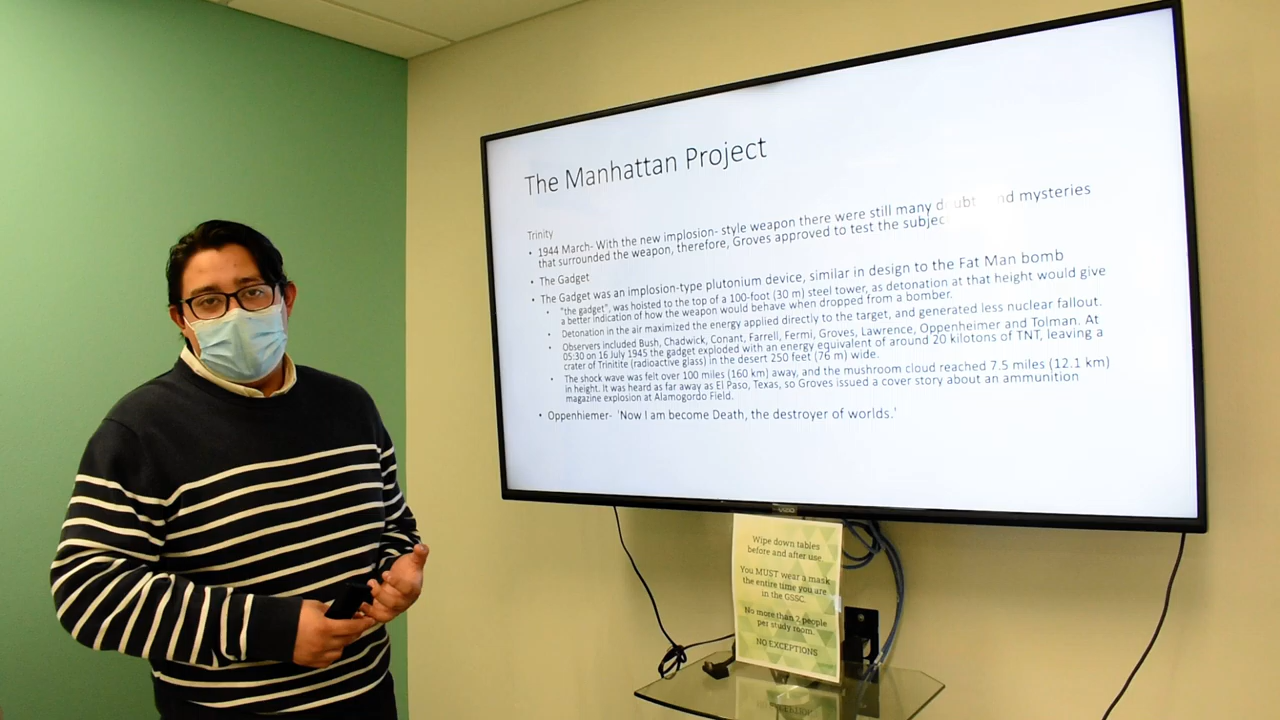 The Manhattan Project
Trinity
• 1944 March- With the new implosion- style weapon there were still many doubt and mysteries
that surrounded the weapon, therefore, Groves approved to test the subjec
• The Gadget
• The Gadget was an implosion-type plutonium device, similar in design to the Fat Man bomb
• "the gadget", was hoisted to the top of a 100-foot (30 m) steel tower, as detonation at that height would give
a better indication of how the weapon would behave when dropped from a bomber.
• Detonation in the air maximized the energy applied directly to the target, and generated less nuclear fallout.
• Observers included Bush, Chadwick, Conant, Farrell, Fermi, Groves, Lawrence, Oppenheimer and Tolman. At
05:30 on 16 July 1945 the gadget exploded with an energy equivalent of around 20 kilotons of TNT, leaving a
crater of Trinitite (radioactive glass) in the desert 250 feet (76 m) wide.
• The shock wave was felt over 100 miles (160 km) away, and the mushroom cloud reached 7.5 miles (12.1 km)
in height. It was heard as far away as El Paso, Texas, so Groves issued a cover story about an ammunition
magazine explosion at Alamogordo Field.
• Oppenhiemer- 'Now I am become Death, the destroyer of worlds.'
Wipe down tables
before and after use
You MUST wear a mask
the entire time you are
in the GSSC.
No more than 2 people
per study room.
NO EXCEPTIONS